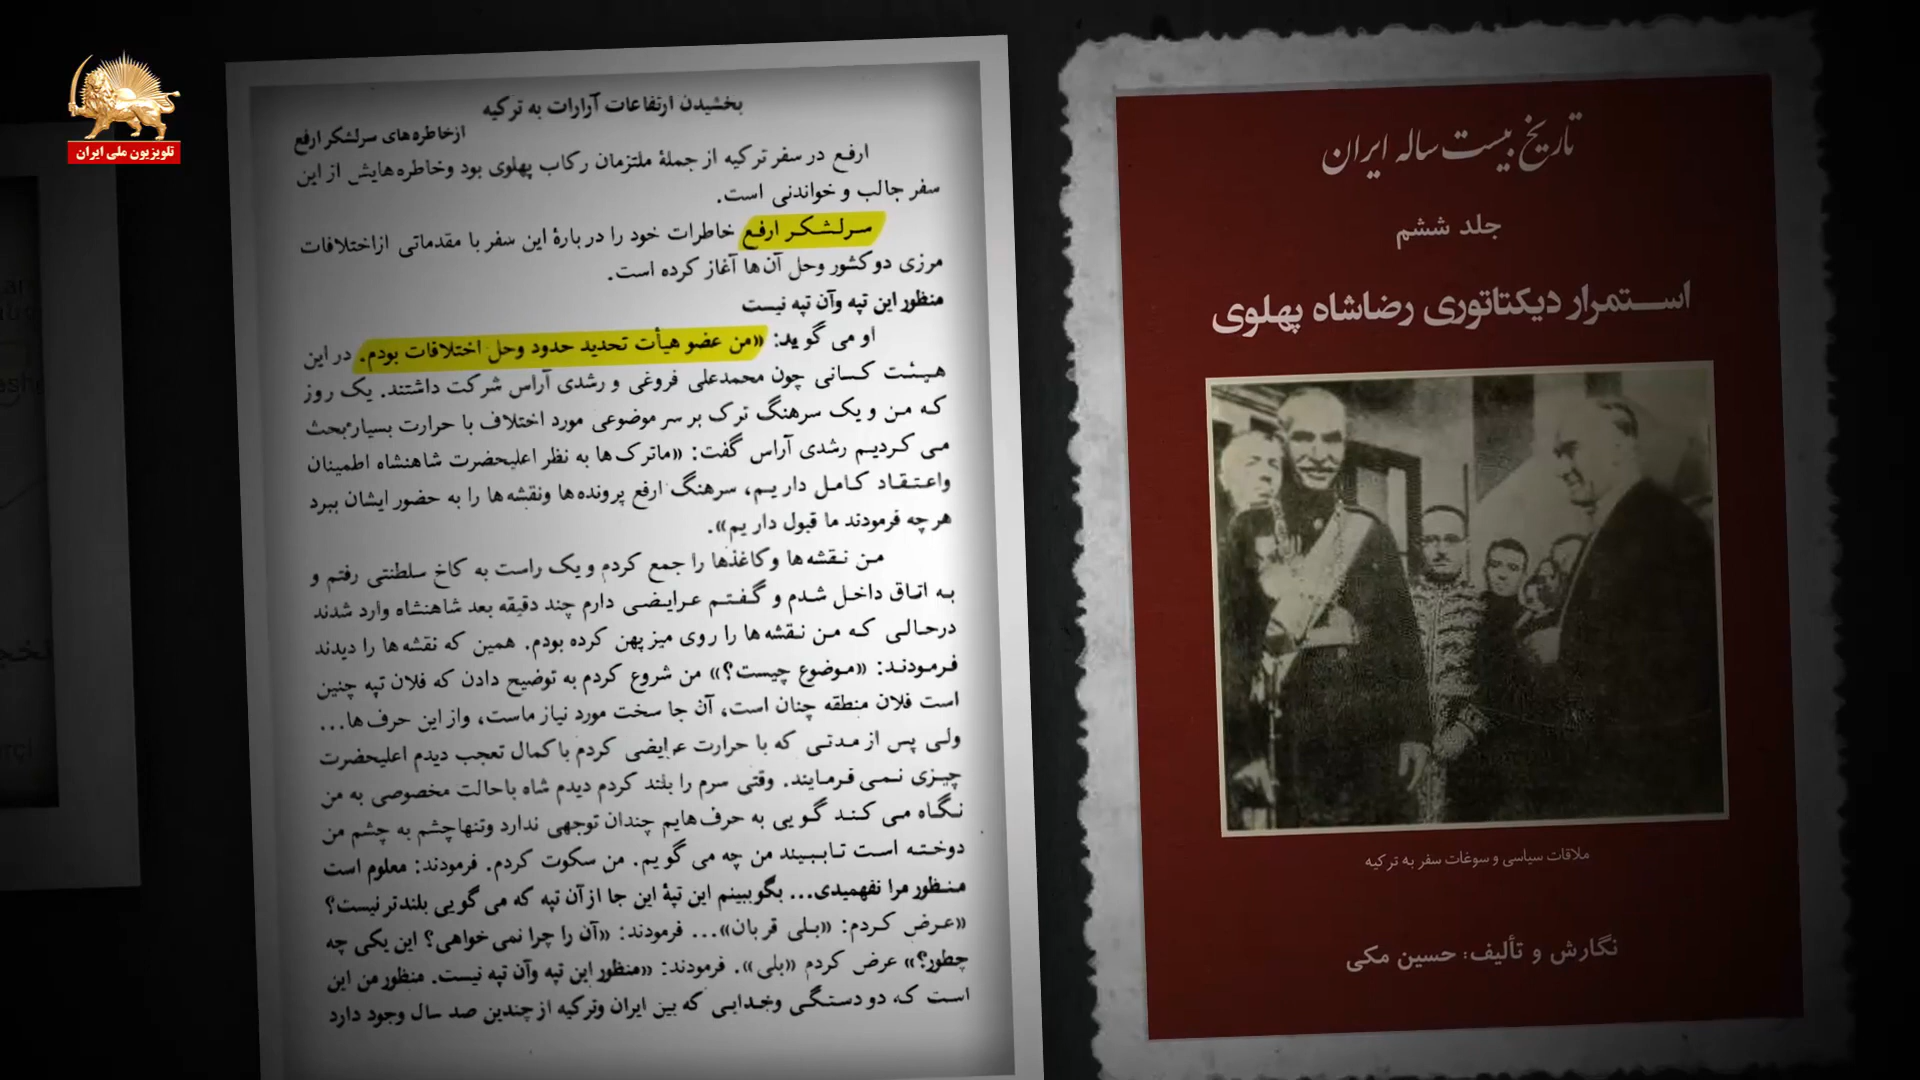 تلویزیون ملی ایران
بخشیدن ارتفاعات آرارات به ترکیه
ازخاطره‌های سرلشکر ارفع
ارفع در سفر ترکیه از جملهٔ ملتزمان رکاب پهلوی بود وخاطره‌هایش از این
سفر جالب و خواندنی است.
سرلشکر ارفع خاطرات خود را دربارهٔ این سفر با مقدماتی ازاختلافات
مرزی دوکشور وحل آن‌ها آغاز کرده است.
منظور این تپه وآن تپه نیست
او می گوید: «من عضو هیأت تحدید حدود وحل اختلافات بودم. در این
هیئت کسانی چون محمدعلی فروغی و رشدی آراس شرکت داشتند. یک روز
که من و یک سرهنگ ترک بر سر موضوعی مورد اختلاف با حرارت بسیار بحث
می کردیم رشدی آراس گفت: «ماترک‌ها به نظر اعلیحضرت شاهنشاه اطمینان
واعتقاد کامل داریم، سرهنگ ارفع پرونده‌ها ونقشه‌ها را به حضور ایشان ببرد
هر چه فرمودند ما قبول داریم».
من نقشه‌ها وکاغذها را جمع کردم و یک راست به کاخ سلطنتی رفتم و
به اتاق داخل شدم و گفتم عرایضی دارم چند دقیقه بعد شاهنشاه وارد شدند
درحالی که من نقشه‌ها را روی میز پهن کرده بودم. همین که نقشه‌ها را دیدند
فرمودند: «موضوع چیست؟» من شروع کردم به توضیح دادن که فلان تپه چنین
است فلان منطقه چنان است، آن جا سخت مورد نیاز ماست، واز این حرف‌ها...
ولی پس از مدتی که با حرارت عرایضی کردم باکمال تعجب دیدم اعلیحضرت
چیزی نمی فرمایند. وقتی سرم را بلند کردم دیدم شاه باحالت مخصوصی به من
نگاه می کند گویی به حرف‌هایم چندان توجهی ندارد وتنهاچشم به چشم من
دوخته است تاببیند من چه می گویم. من سکوت کردم. فرمودند: معلوم است
منظور مرا نفهمیدی... بگوببینم این تپهٔ این جا از آن تپه که می گویی بلندتر نیست؟
«عرض کردم: «بلی قربان»... فرمودند: «آن را چرا نمی خواهی؟ این یکی چه
چطور؟» عرض کردم «بلی». فرمودند: «منظور این تپه وآن تپه نیست. منظور من این
است که دو دستگی وجدایی که بین ایران وترکیه از چندین صد سال وجود دارد
تاریخ بیست ساله ایران
جلد ششم
استمرار دیکتاتوری رضاشاه پهلوی
ملاقات سیاسی و سوغات سفر به ترکیه
نگارش و تألیف: حسین مکی